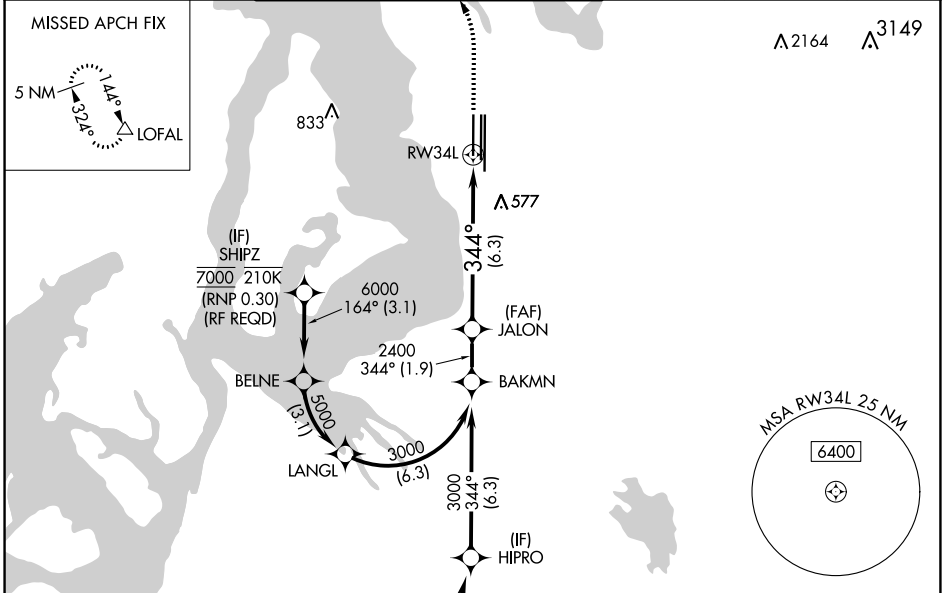 MISSED APCH FIX
5 NM
144°
324°
LOFAL
2164
3149
833
RW34L
577
(IF)
SHIPZ
7000 210K
(RNP 0.30)
(RF REQD)
6000
164° (3.1)
344°
(6.3)
(FAF)
JALON
2400
344° (1.9)
BELNE
BAKMN
5000
(3.1)
LANGL
3000
(6.3)
3000
344°
(6.3)
(IF)
HIPRO
MSA RW34L 25 NM
6400